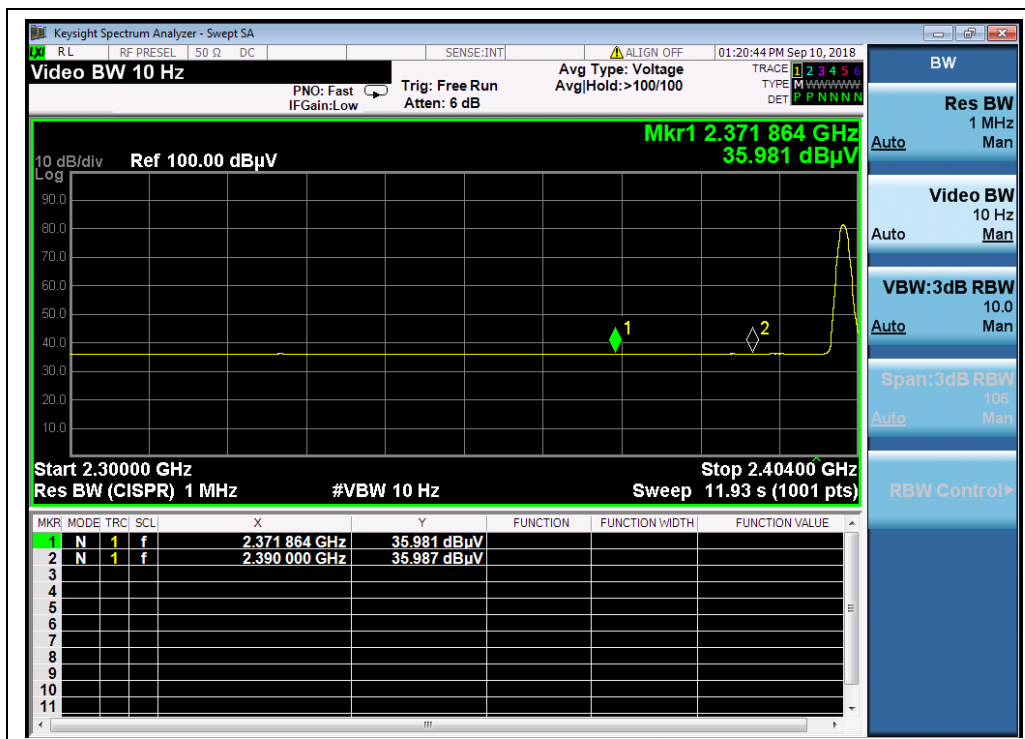 Keysight Spectrum Analyzer - Swept SA
LXI RL RF PRESEL 50 Ω DC SENSE:INT ALIGN OFF 01:20:44 PM Sep 10, 2018
Video BW 10 Hz
PNO: Fast
IFGain:Low
Trig: Free Run
Atten: 6 dB
Avg Type: Voltage
Avg|Hold:>100/100
TRACE 1 2 3 4 5 6
TYPE M W W W W W
DET P P N N N N
Mkr1 2.371 864 GHz
35.981 dBµV
10 dB/div Ref 100.00 dBµV
Log
90.0
80.0
70.0
60.0
50.0
40.0
30.0
20.0
10.0
1
2
Start 2.30000 GHz Stop 2.40400 GHz
Res BW (CISPR) 1 MHz #VBW 10 Hz Sweep 11.93 s (1001 pts)
MKR MODE TRC SCL X Y FUNCTION FUNCTION WIDTH FUNCTION VALUE
1 N 1 f 2.371 864 GHz 35.981 dBµV
2 N 1 f 2.390 000 GHz 35.987 dBµV
3
4
5
6
7
8
9
10
11
BW
Res BW
1 MHz
Auto Man
Video BW
10 Hz
Auto Man
VBW:3dB RBW
10.0
Auto Man
Span:3dB RBW
106
Auto Man
RBW Control